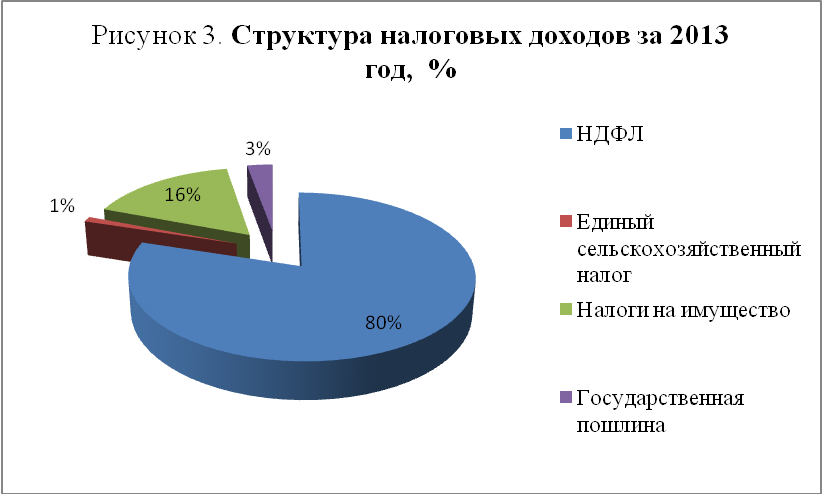 Рисунок 3. Структура налоговых доходов за 2013
год, %
3%
16%
1%
80%
НДФЛ
Единый
сельскохозяйственный
налог
Налоги на имущество
Государственная
пошлина